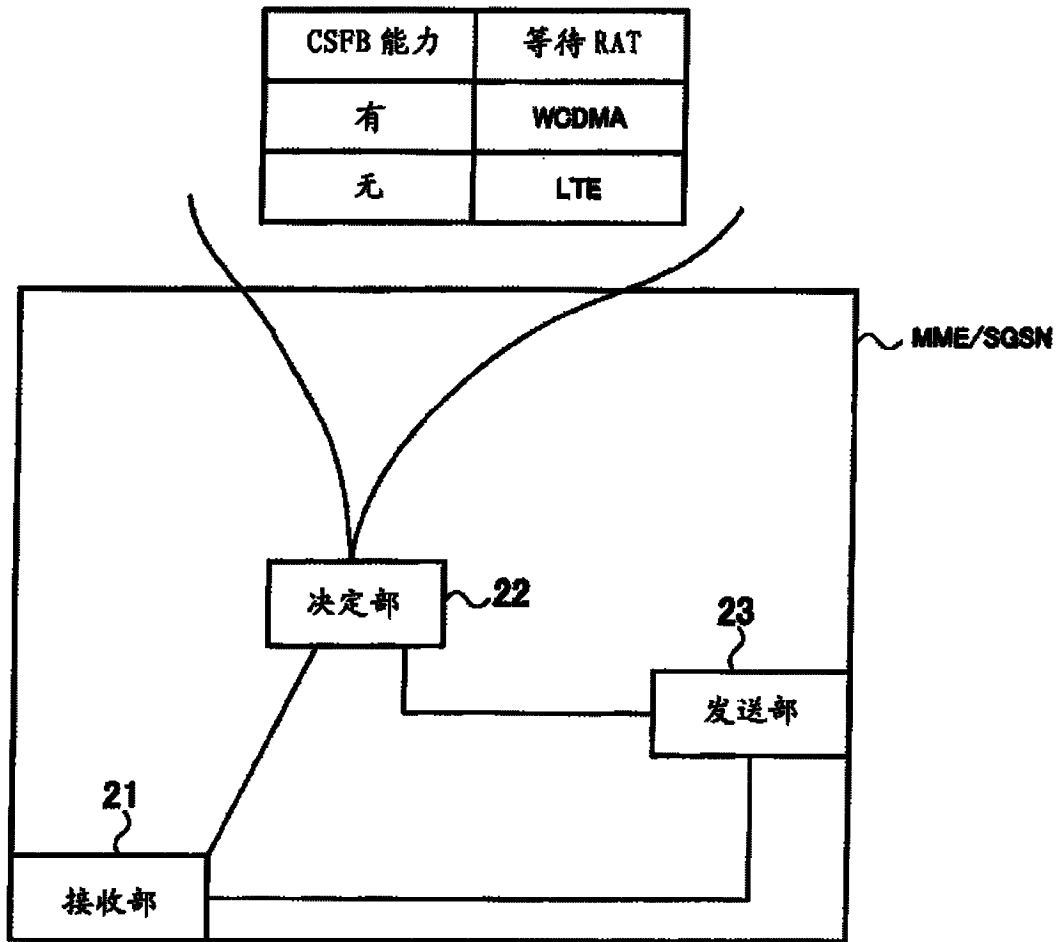 CSFB 能力 等待 RAT
有 WCDMA
无 LTE
MME/SGSN
决定部 22
23
发送部
21
接收部